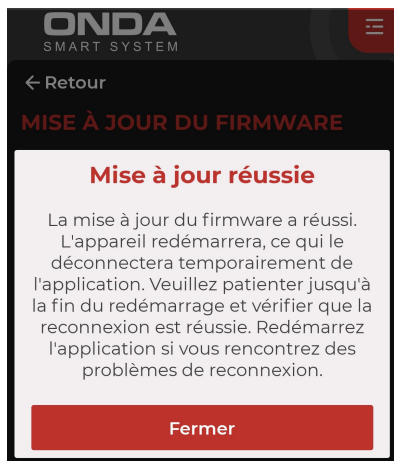 ONDA
SMART SYSTEM
← Retour
MISE À JOUR DU FIRMWARE
Mise à jour réussie
La mise à jour du firmware a réussi.
L'appareil redémarrera, ce qui le
déconnectera temporairement de
l'application. Veuillez patienter jusqu'à
la fin du redémarrage et vérifier que la
reconnexion est réussie. Redémarrez
l'application si vous rencontrez des
problèmes de reconnexion.
Fermer